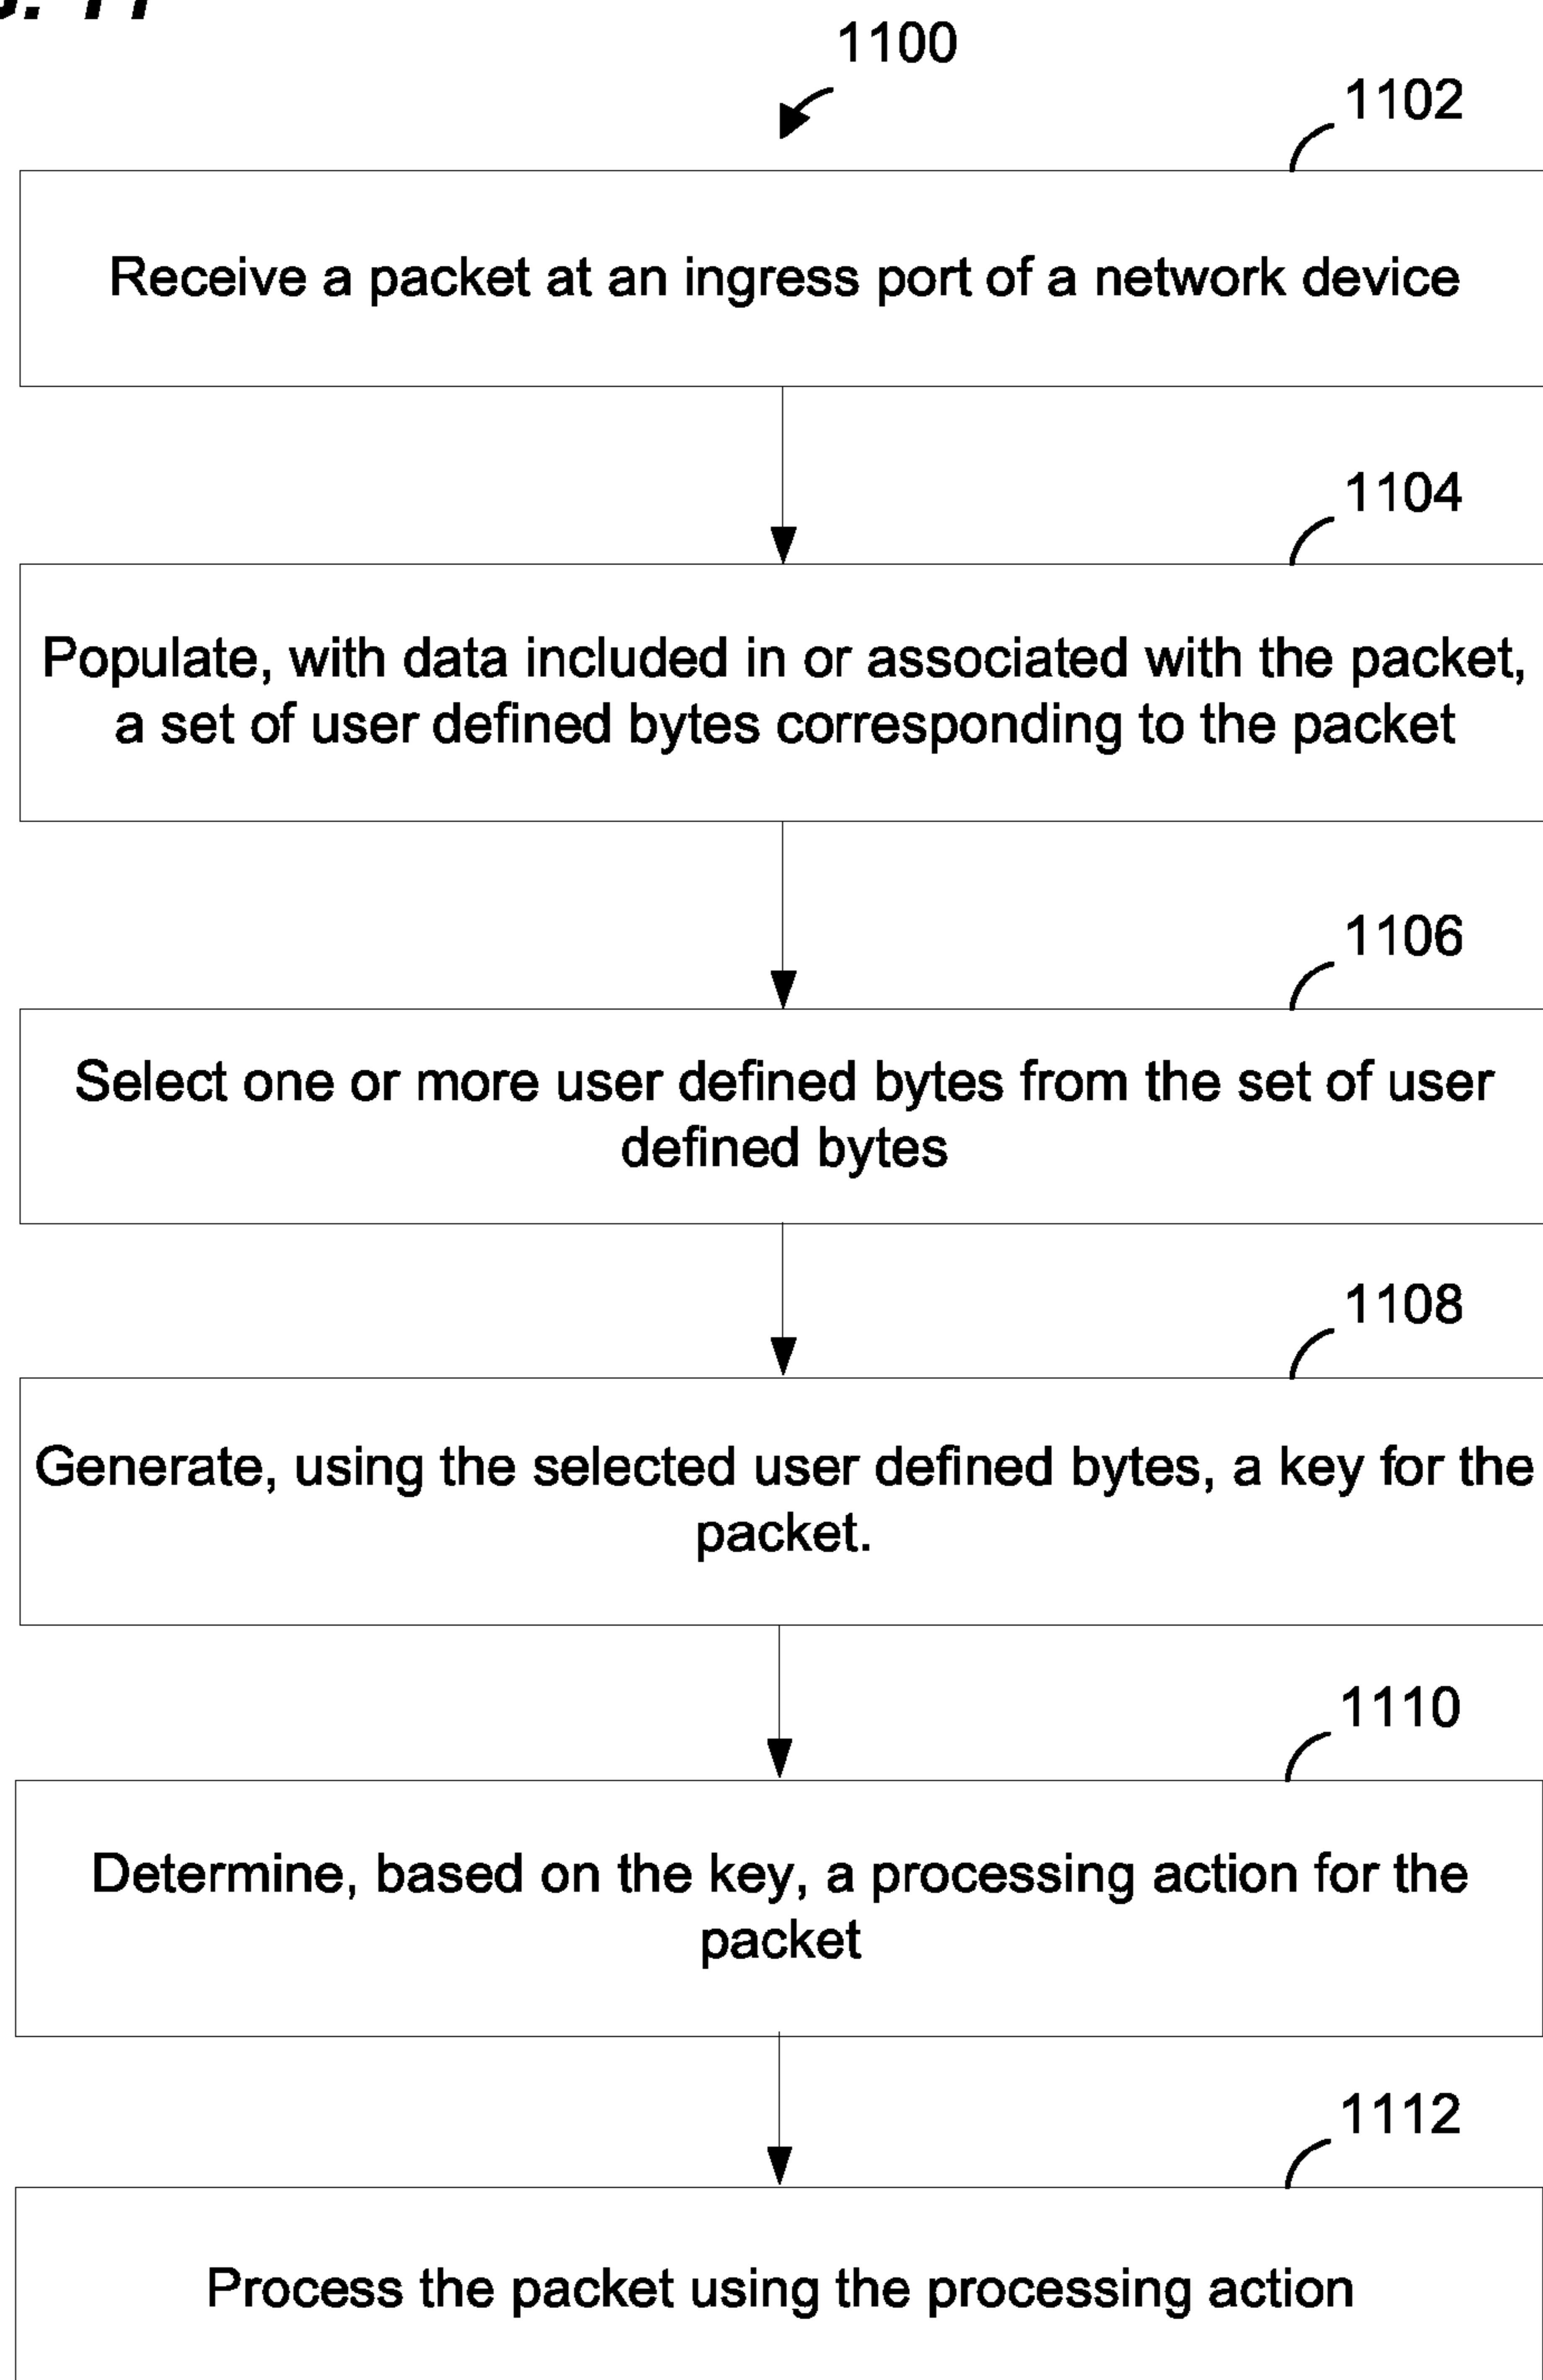 1100
1102
Receive a packet at an ingress port of a network device
1104
Populate, with data included in or associated with the packet,
a set of user defined bytes corresponding to the packet
1106
Select one or more user defined bytes from the set of user
defined bytes
1108
Generate, using the selected user defined bytes, a key for the
packet.
1110
Determine, based on the key, a processing action for the
packet
1112
Process the packet using the processing action